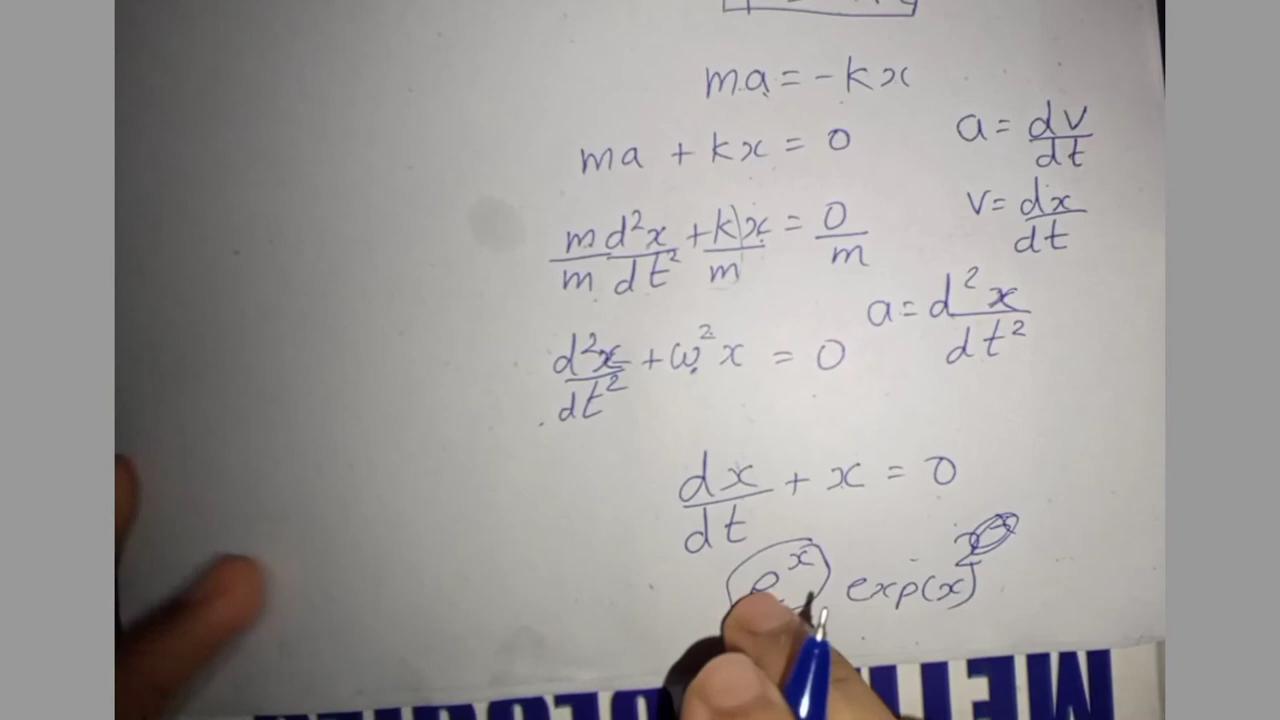 ma = -kx
ma + kx = 0
a = dv/dt
m/m d²x/dt² + k/m x = 0/m
v = dx/dt
a = d²x/dt²
d²x/dt² + ω²x = 0
dx/dt + x = 0
e^x exp(x)